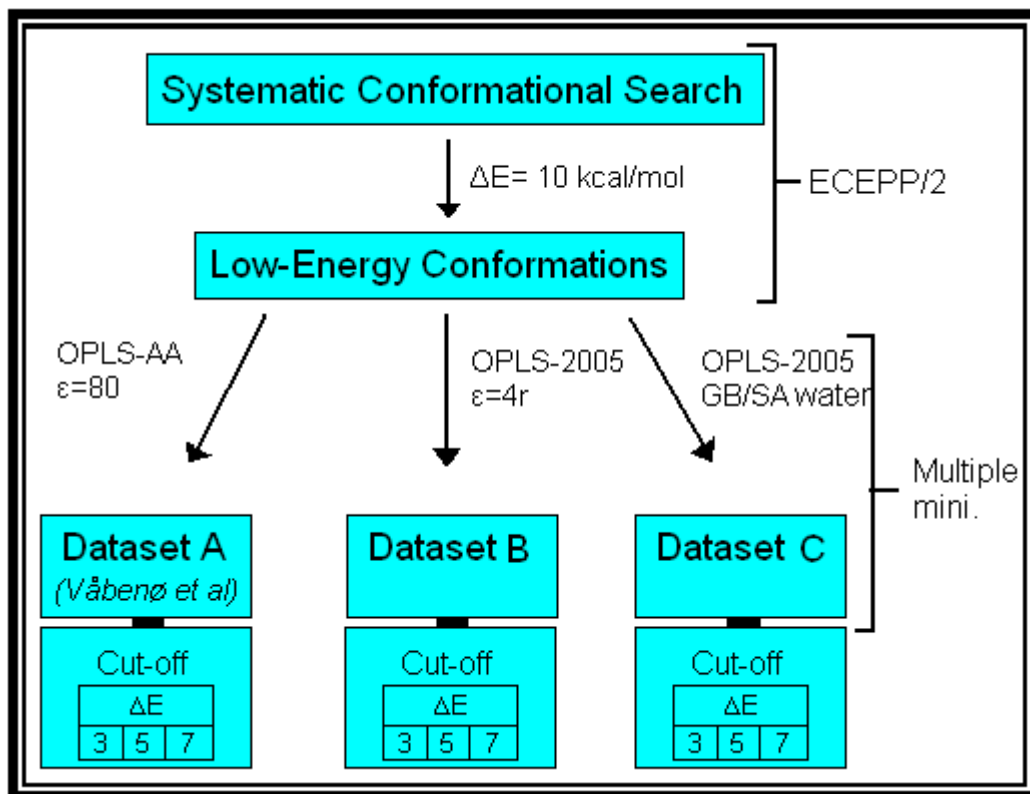 Systematic Conformational Search
ΔE= 10 kcal/mol
ECEPP/2
Low-Energy Conformations
OPLS-AA
ε=80
OPLS-2005
ε=4r
OPLS-2005
GB/SA water
Multiple
mini.
Dataset A
(Våbenø et al)
Dataset B
Dataset C
Cut-off
ΔE
3 5 7
Cut-off
ΔE
3 5 7
Cut-off
ΔE
3 5 7